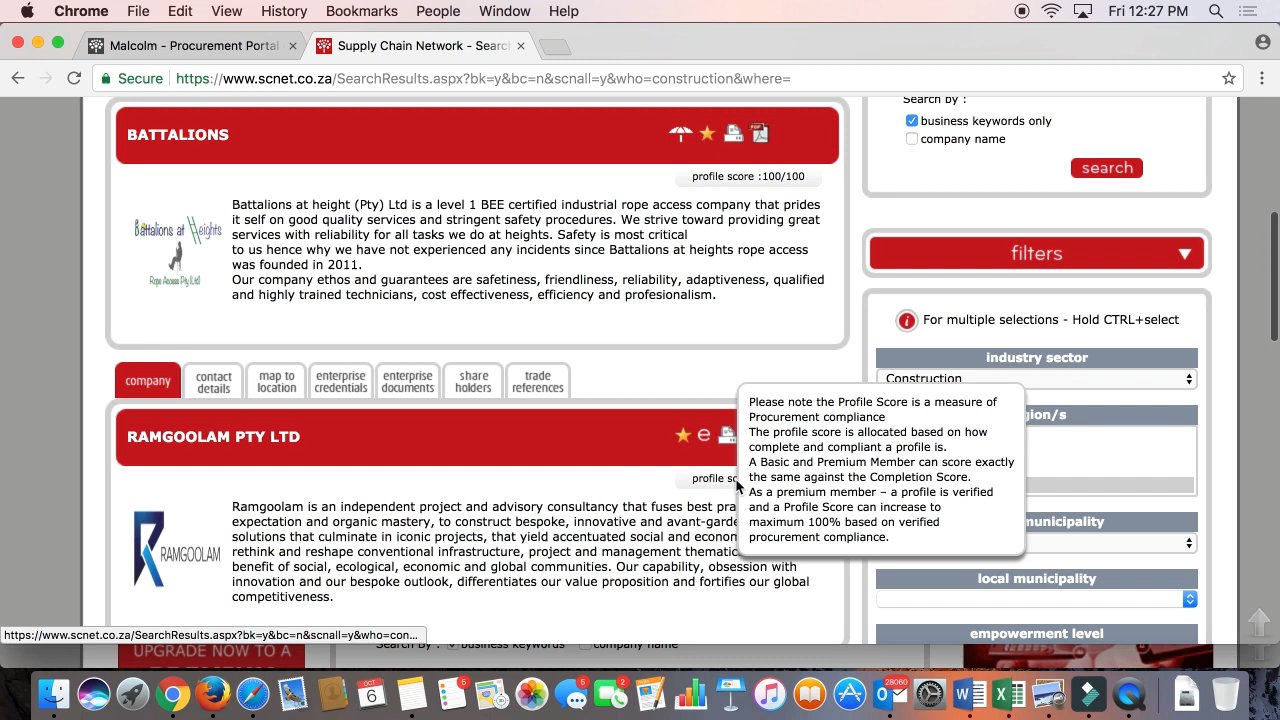 Chrome File Edit View History Bookmarks People Window Help Fri 12:27 PM
Malcolm - Procurement Portal × Supply Chain Network - Searc ×
Secure https://www.scnet.co.za/SearchResults.aspx?bk=y&bc=n&scnall=y&who=construction&where=
BATTALIONS
PDF
profile score :100/100
Battalions at Heights
Rope Access Pty(Ltd)
Battalions at height (Pty) Ltd is a level 1 BEE certified industrial rope access company that prides
it self on good quality services and stringent safety procedures. We strive toward providing great
services with reliability for all tasks we do at heights. Safety is most critical
to us hence why we have not experienced any incidents since Battalions at heights rope access
was founded in 2011.
Our company ethos and guarantees are safetiness, friendliness, reliability, adaptiveness, qualified
and highly trained technicians, cost effectiveness, efficiency and profesionalism.
company
contact
details
map to
location
enterprise
credentials
enterprise
documents
share
holders
trade
references
RAMGOOLAM PTY LTD
e
profile sc
RAMGOOLAM
Ramgoolam is an independent project and advisory consultancy that fuses best pra
expectation and organic mastery, to construct bespoke, innovative and avant-garde
solutions that culminate in iconic projects, that yield accentuated social and econom
rethink and reshape conventional infrastructure, project and management thematic
benefit of social, ecological, economic and global communities. Our capability, obsession with
innovation and our bespoke outlook, differentiates our value proposition and fortifies our global
competitiveness.
Please note the Profile Score is a measure of
Procurement compliance
The profile score is allocated based on how
complete and compliant a profile is.
A Basic and Premium Member can score exactly
the same against the Completion Score.
As a premium member – a profile is verified
and a Profile Score can increase to
maximum 100% based on verified
procurement compliance.
Search by :
business keywords only
company name
search
filters
For multiple selections - Hold CTRL+select
industry sector
Construction
gion/s
municipality
local municipality
empowerment level
https://www.scnet.co.za/SearchResults.aspx?bk=y&bc=n&scnall=y&who=con...
UPGRADE NOW TO A
Search By : business keywords company name
OCT
6
5
5
2
28060